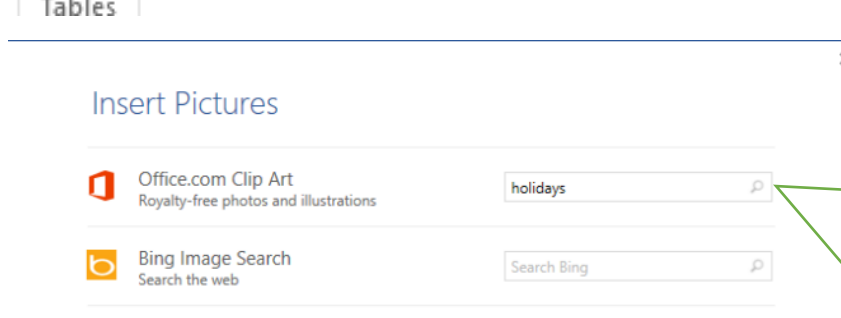 Tables
Insert Pictures
Office.com Clip Art
Royalty-free photos and illustrations
holidays
Bing Image Search
Search the web
Search Bing